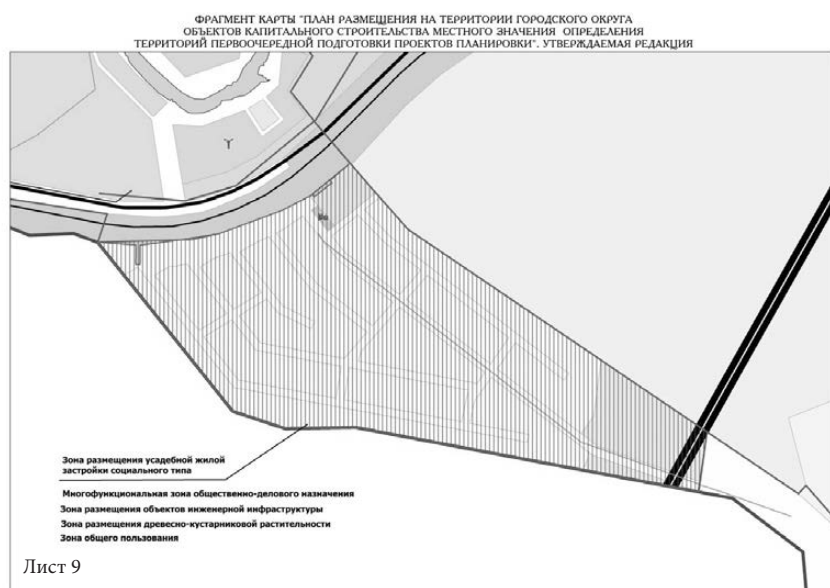 ФРАГМЕНТ КАРТЫ "ПЛАН РАЗМЕЩЕНИЯ НА ТЕРРИТОРИИ ГОРОДСКОГО ОКРУГА
ОБЪЕКТОВ КАПИТАЛЬНОГО СТРОИТЕЛЬСТВА МЕСТНОГО ЗНАЧЕНИЯ ОПРЕДЕЛЕНИЯ
ТЕРРИТОРИЙ ПЕРВООЧЕРЕДНОЙ ПОДГОТОВКИ ПРОЕКТОВ ПЛАНИРОВКИ". УТВЕРЖДАЕМАЯ РЕДАКЦИЯ
Зона размещения усадебной жилой
застройки социального типа
Многофункциональная зона общественно-делового назначения
Зона размещения объектов инженерной инфраструктуры
Зона размещения древесно-кустарниковой растительности
Зона общего пользования
Лист 9